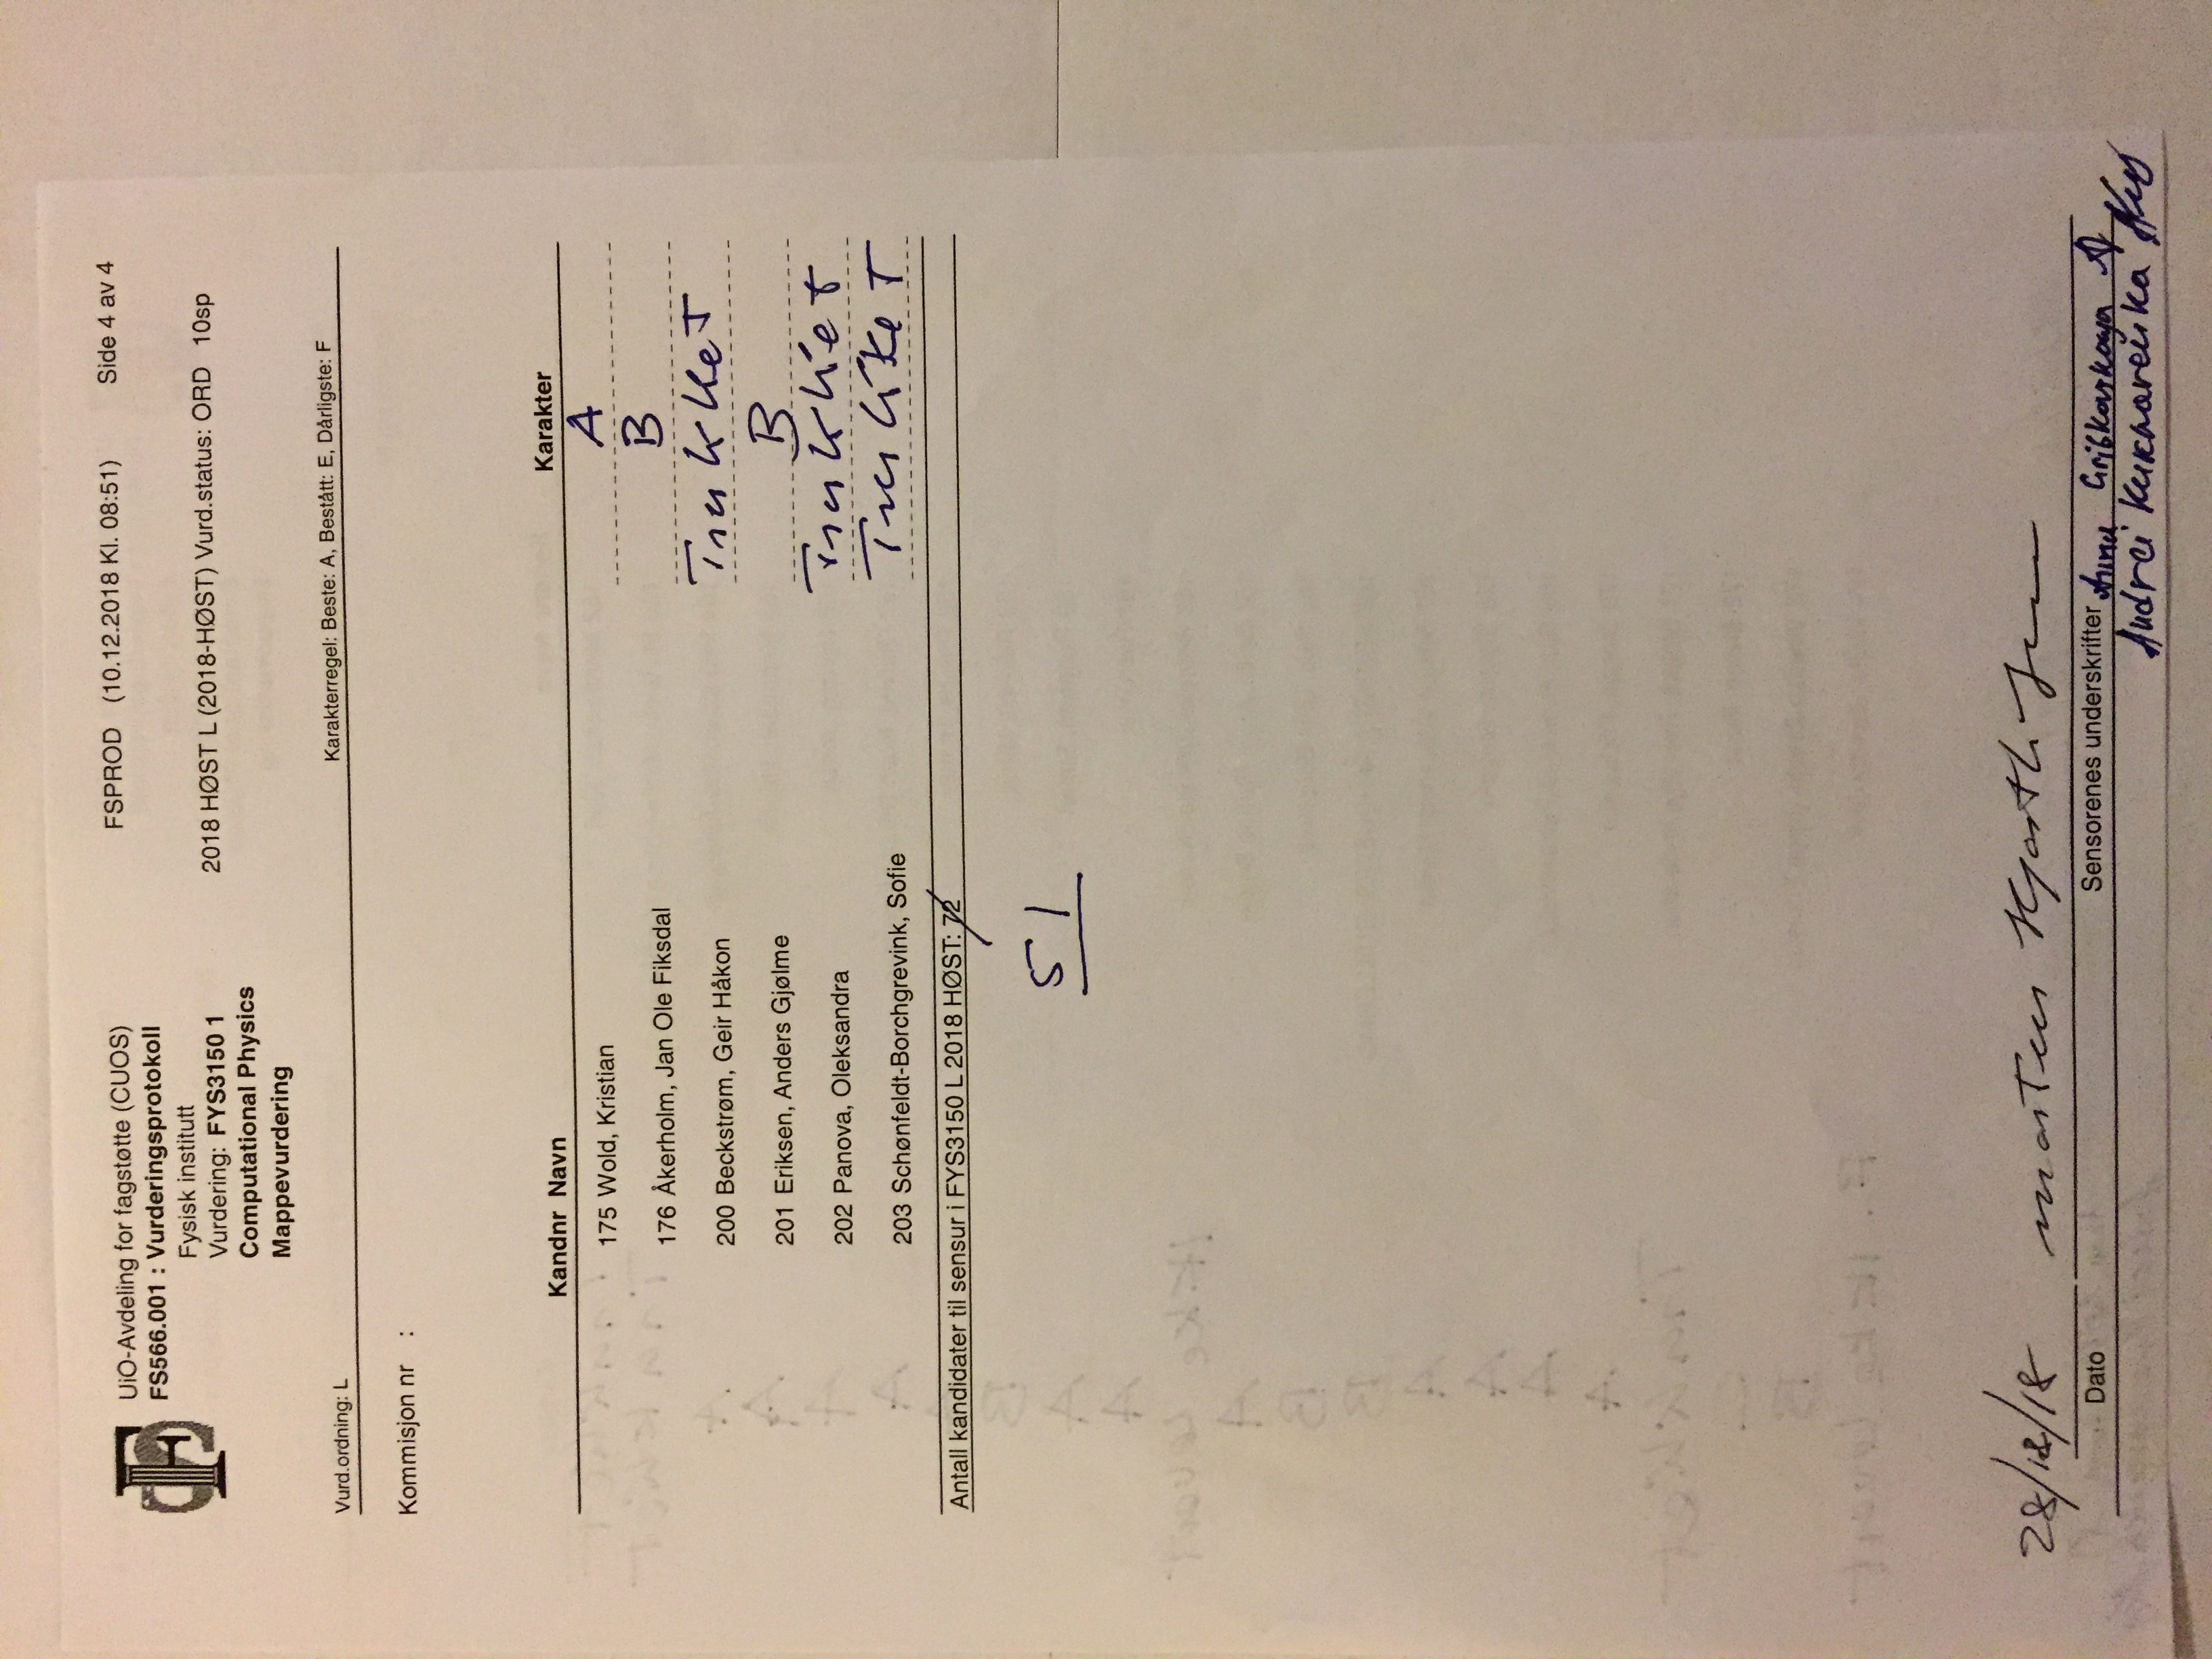 UiO-Avdeling for fagstøtte (CUOS) FSPROD (10.12.2018 Kl. 08:51) Side 4 av 4
FS566.001 : Vurderingsprotokoll
Fysisk institutt
Vurdering: FYS3150 1 2018 HØST L (2018-HØST) Vurd.status: ORD 10sp
Computational Physics
Mappevurdering
Vurd.ordning: L Karakterregel: Beste: A, Bestått: E, Dårligste: F
Kommisjon nr :
Kandnr Navn Karakter
175 Wold, Kristian A
176 Åkerholm, Jan Ole Fiksdal B
200 Beckstrøm, Geir Håkon Trukket
201 Eriksen, Anders Gjølme B
202 Panova, Oleksandra Trukket
203 Schønfeldt-Borchgrevink, Sofie Trukket
Antall kandidater til sensur i FYS3150 L 2018 HØST: 72
51
28/12/18 Morten Hjorth-Jensen
Dato Sensorenes underskrifter Anna Gribkovskaya
Andrei Kukharenka